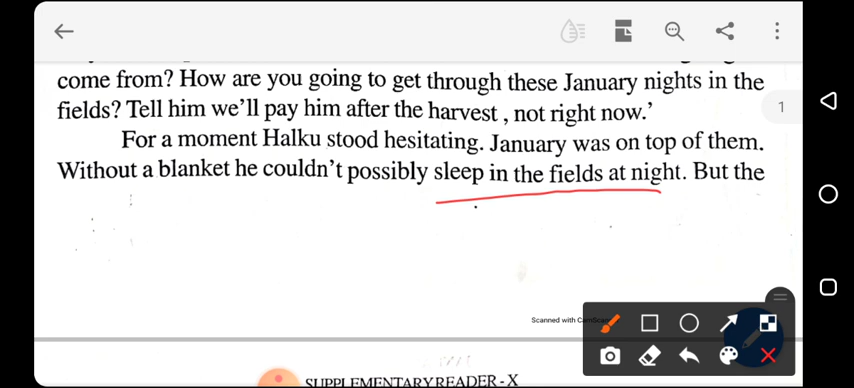 come from? How are you going to get through these January nights in the
1
fields? Tell him we'll pay him after the harvest , not right now.'
For a moment Halku stood hesitating. January was on top of them.
Without a blanket he couldn't possibly sleep in the fields at night. But the
Scanned with CamScanner
SUPPLEMENTARY READER - X